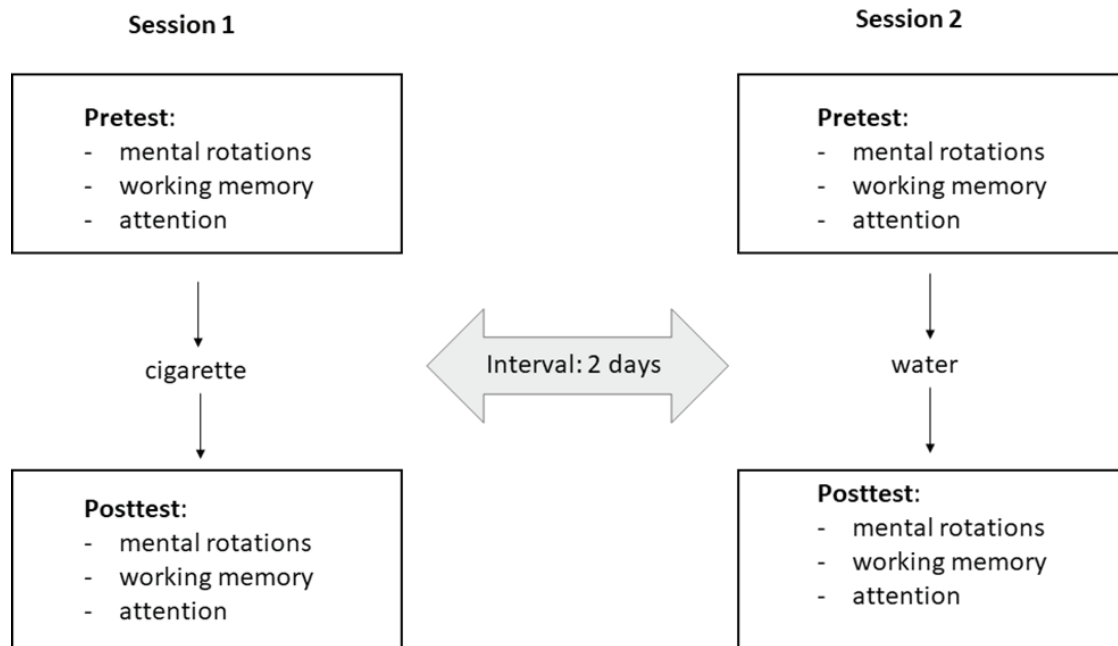 Session 1
Pretest:
- mental rotations
- working memory
- attention
cigarette
Posttest:
- mental rotations
- working memory
- attention
Interval: 2 days
Session 2
Pretest:
- mental rotations
- working memory
- attention
water
Posttest:
- mental rotations
- working memory
- attention